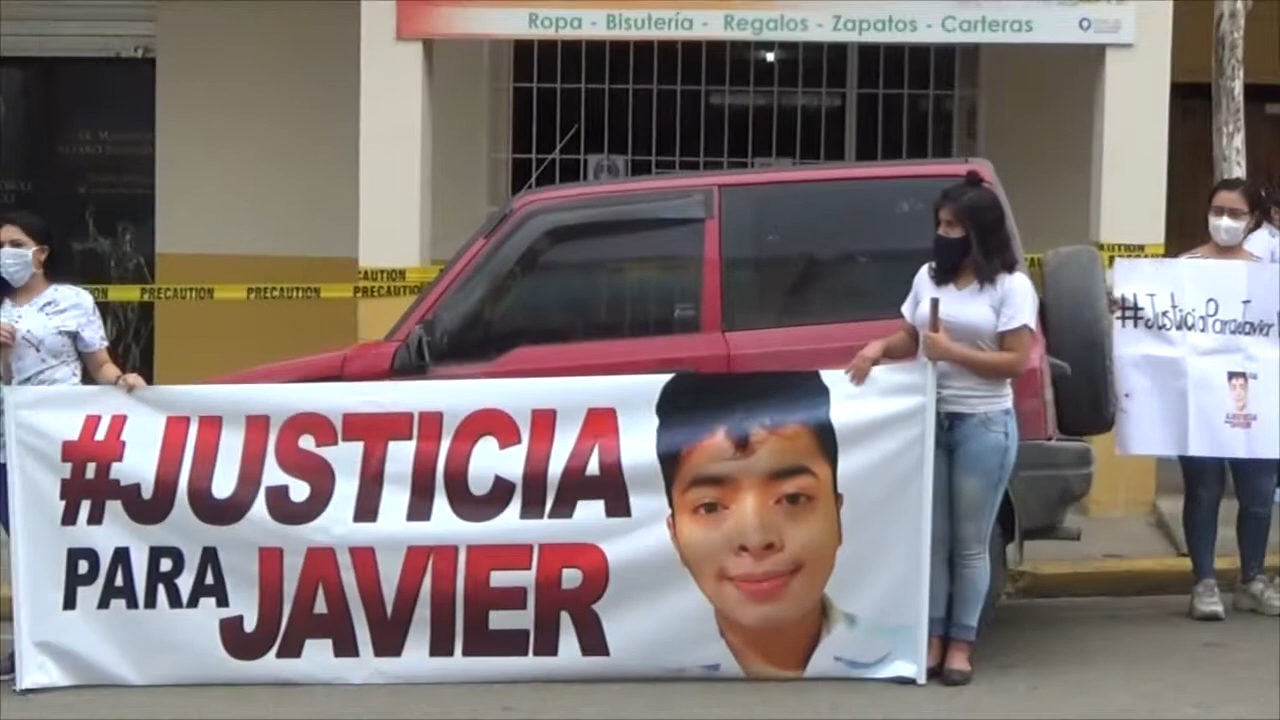 Ropa - Bisutería - Regalos - Zapatos - Carteras
CAUTION
CAUTION
PRECAUTION PRECAUTION PRECAUTION
#JusticiaParaJavier
#JUSTICIA
PARA JAVIER